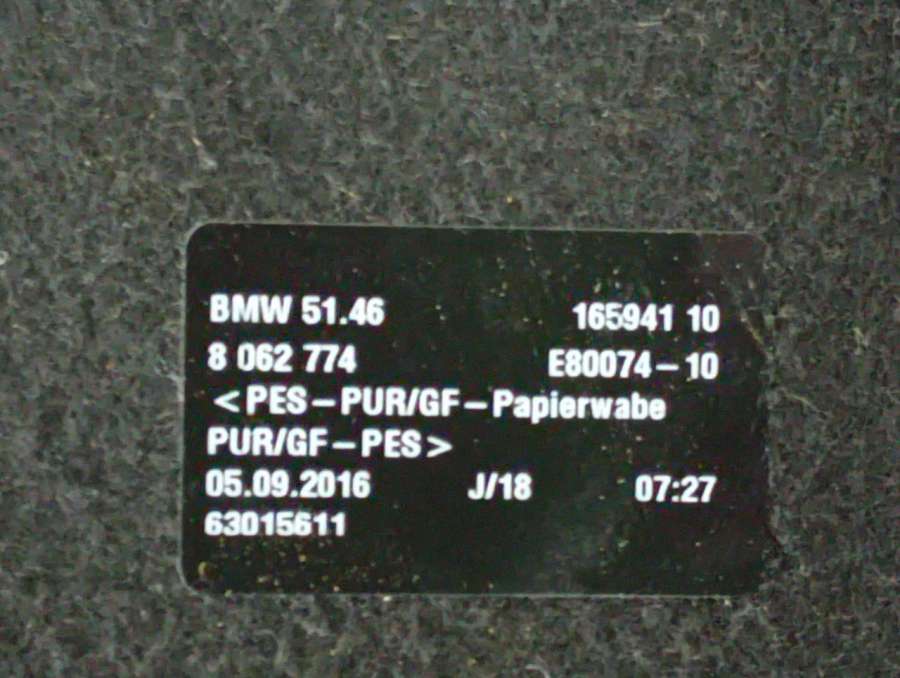 BMW 51.46 165941 10
8 062 774 E80074-10
<PES-PUR/GF-Papierwabe
PUR/GF-PES>
05.09.2016 J/18 07:27
63015611